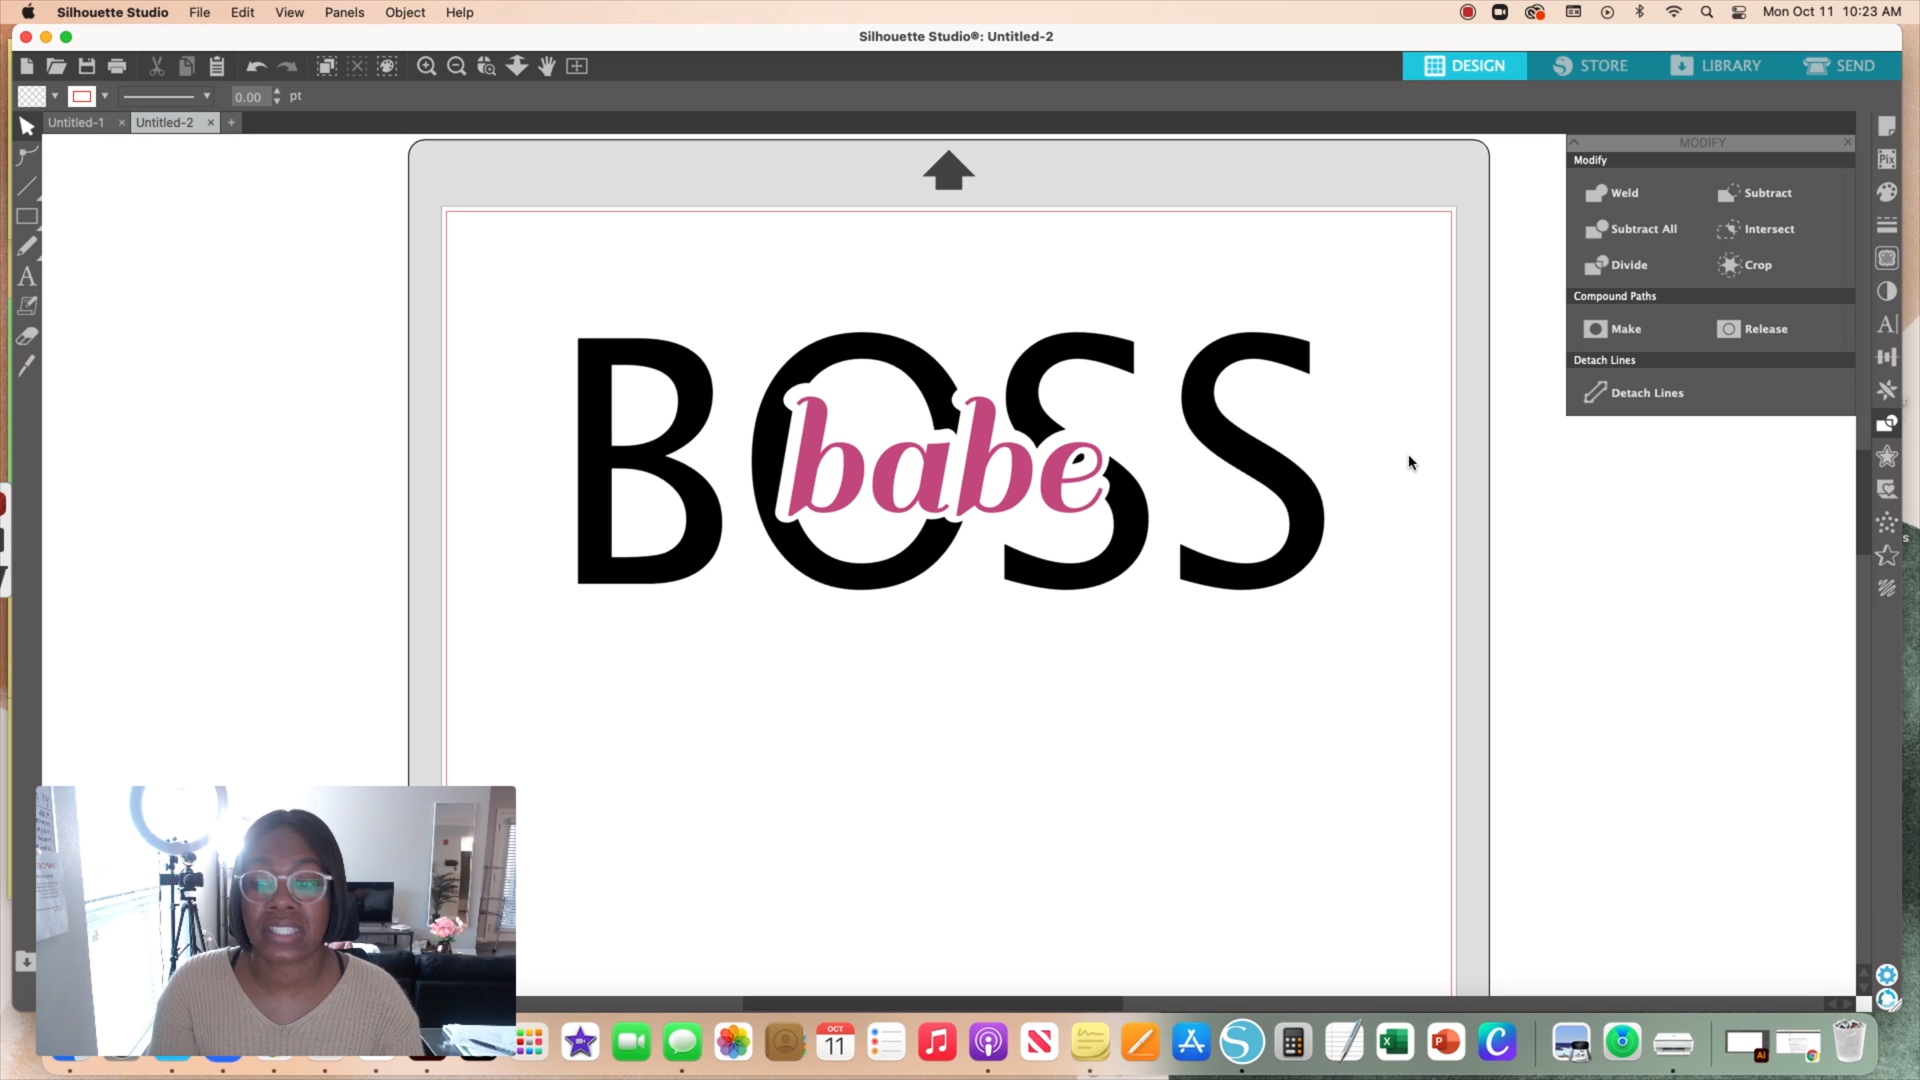 Silhouette Studio File Edit View Panels Object Help Mon Oct 11 10:23 AM
Silhouette Studio®: Untitled-2
DESIGN STORE LIBRARY SEND
0.00 pt
Untitled-1 × Untitled-2 × +
MODIFY
Modify
Weld Subtract
Subtract All Intersect
Divide Crop
Compound Paths
Make Release
Detach Lines
Detach Lines
BOSS
babe
OCT
11